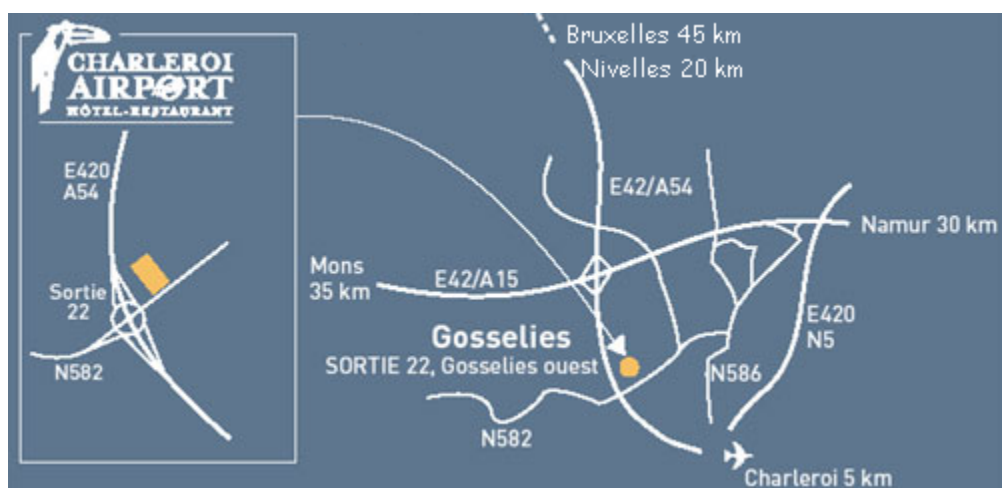 CHARLEROI
AIRPORT
HÔTEL-RESTAURANT
E420
A54
Sortie
22
N582
Bruxelles 45 km
Nivelles 20 km
E42/A54
Namur 30 km
Mons
35 km
E42/A15
E420
N5
Gosselies
SORTIE 22, Gosselies ouest
N586
N582
Charleroi 5 km